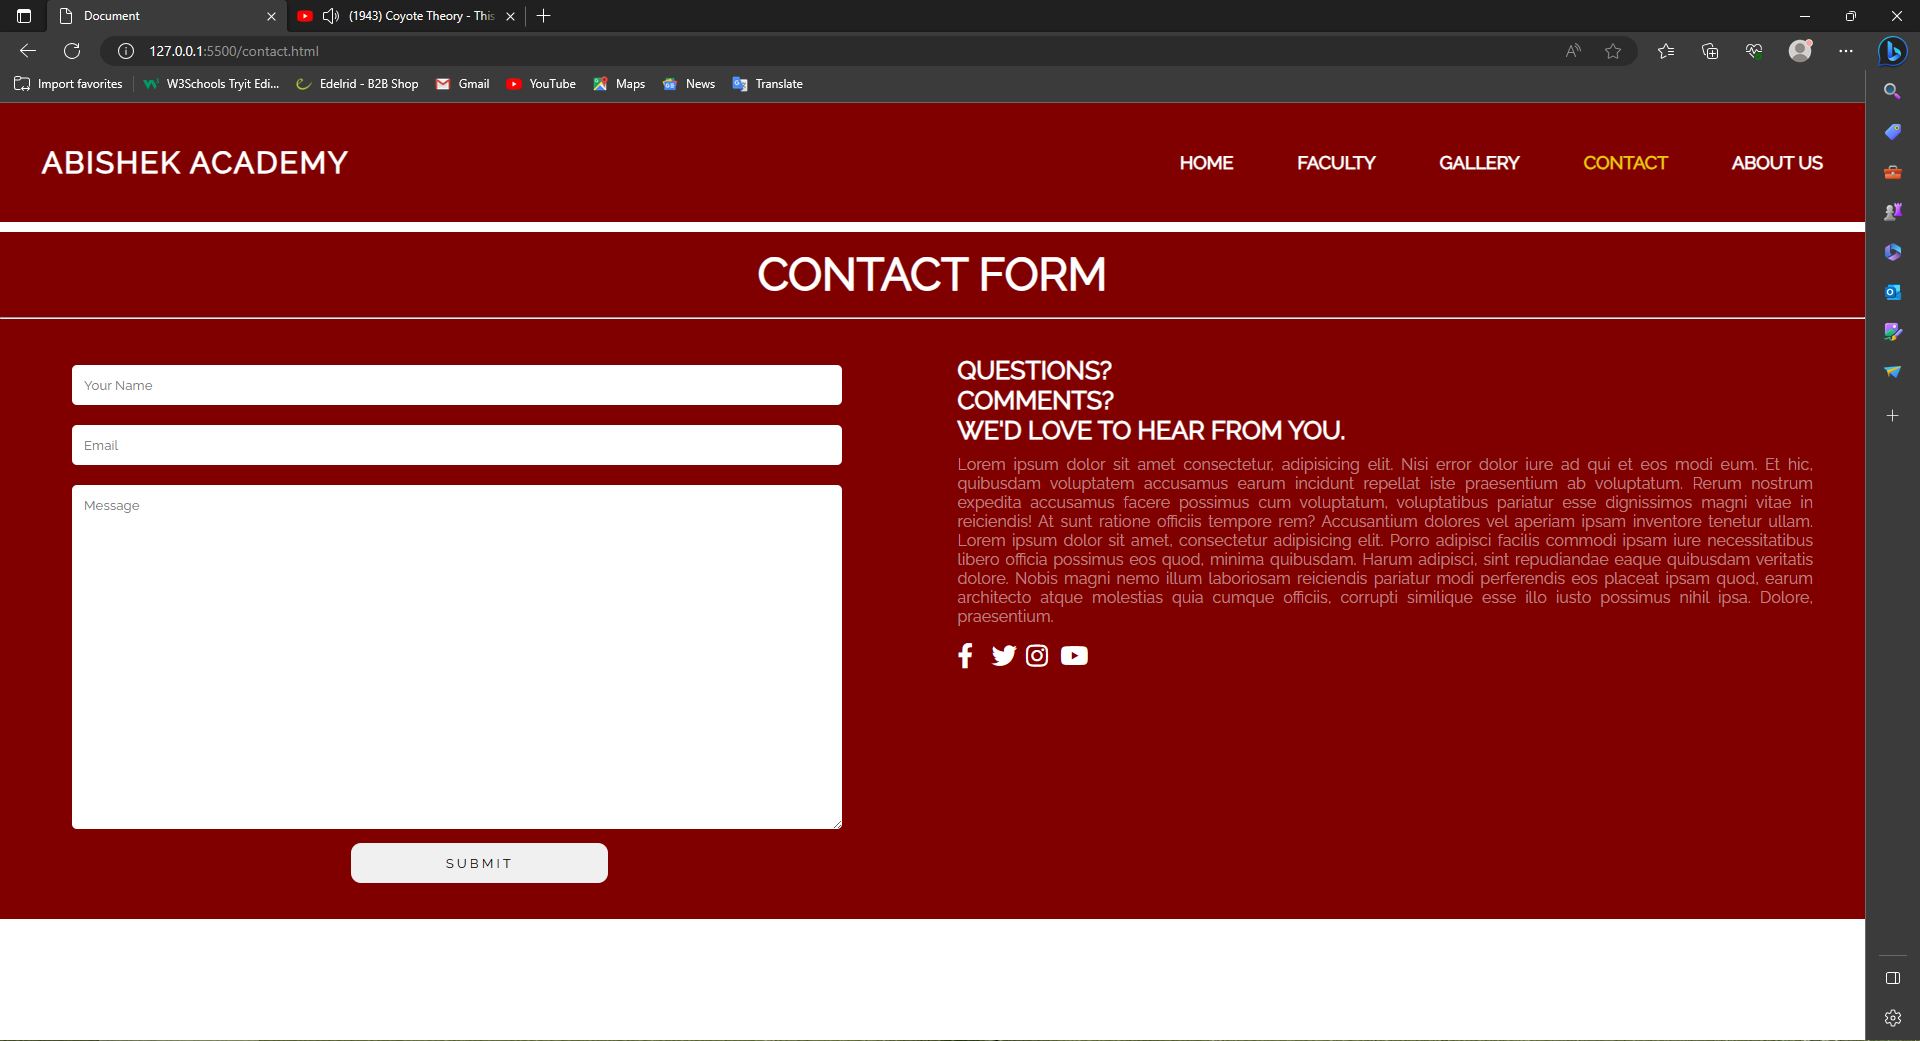 Document
(1943) Coyote Theory - This
127.0.0.1:5500/contact.html
Import favorites
W3Schools Tryit Edi...
Edelrid - B2B Shop
Gmail
YouTube
Maps
News
Translate
ABISHEK ACADEMY
HOME
FACULTY
GALLERY
CONTACT
ABOUT US
CONTACT FORM
Your Name
Email
Message
SUBMIT
QUESTIONS?
COMMENTS?
WE'D LOVE TO HEAR FROM YOU.
Lorem ipsum dolor sit amet consectetur, adipisicing elit. Nisi error dolor iure ad qui et eos modi eum. Et hic,
quibusdam voluptatem accusamus earum incidunt repellat iste praesentium ab voluptatum. Rerum nostrum
expedita accusamus facere possimus cum voluptatum, voluptatibus pariatur esse dignissimos magni vitae in
reiciendis! At sunt ratione officiis tempore rem? Accusantium dolores vel aperiam ipsam inventore tenetur ullam.
Lorem ipsum dolor sit amet, consectetur adipisicing elit. Porro adipisci facilis commodi ipsam iure necessitatibus
libero officia possimus eos quod, minima quibusdam. Harum adipisci, sint repudiandae eaque quibusdam veritatis
dolore. Nobis magni nemo illum laboriosam reiciendis pariatur modi perferendis eos placeat ipsam quod, earum
architecto atque molestias quia cumque officiis, corrupti similique esse illo iusto possimus nihil ipsa. Dolore,
praesentium.